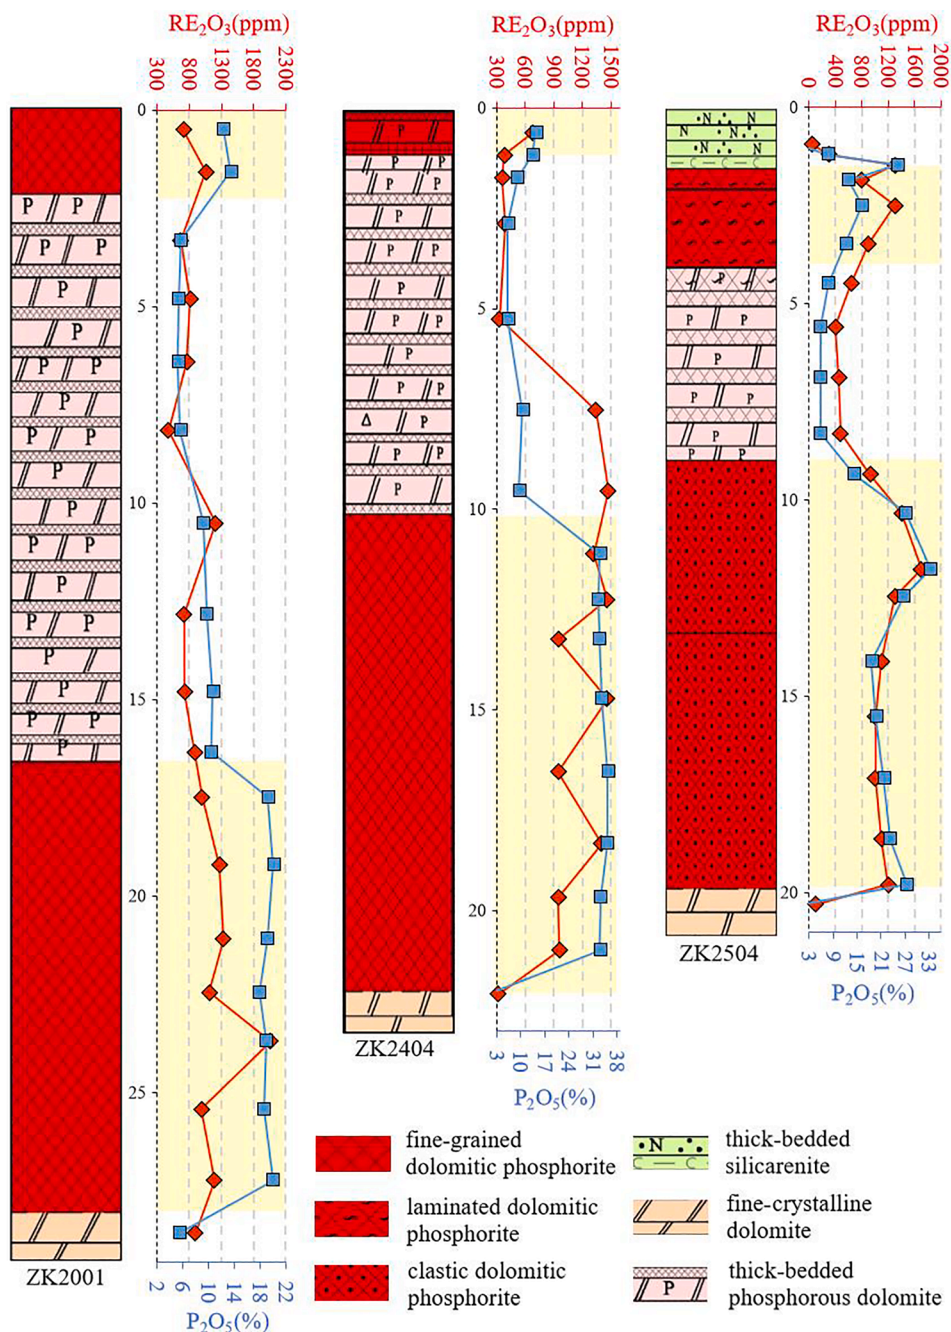 RE₂O₃(ppm)
300 800 1300 1800 2300
0
5
10
15
20
25
2 6 10 14 18 22
P₂O₅(%)
ZK2001
P P
P P
P
P
P P
P
P P
P
P
P P
P
P P
P
P
P P
P
RE₂O₃(ppm)
300 600 900 1200 1500
0
5
10
15
20
3 10 17 24 31 38
P₂O₅(%)
ZK2404
P
P P
P P
P
P P
P
P P
P
P P
Δ P
P P
P
RE₂O₃(ppm)
0 400 800 1200 1600 2000
0
5
10
15
20
3 9 15 21 27 33
P₂O₅(%)
ZK2504
N N
N N
N N
P
P P
P
P P
P
P P
fine-grained
dolomitic phosphorite
laminated dolomitic
phosphorite
clastic dolomitic
phosphorite
N
thick-bedded
silicarenite
fine-crystalline
dolomite
P
thick-bedded
phosphorous dolomite